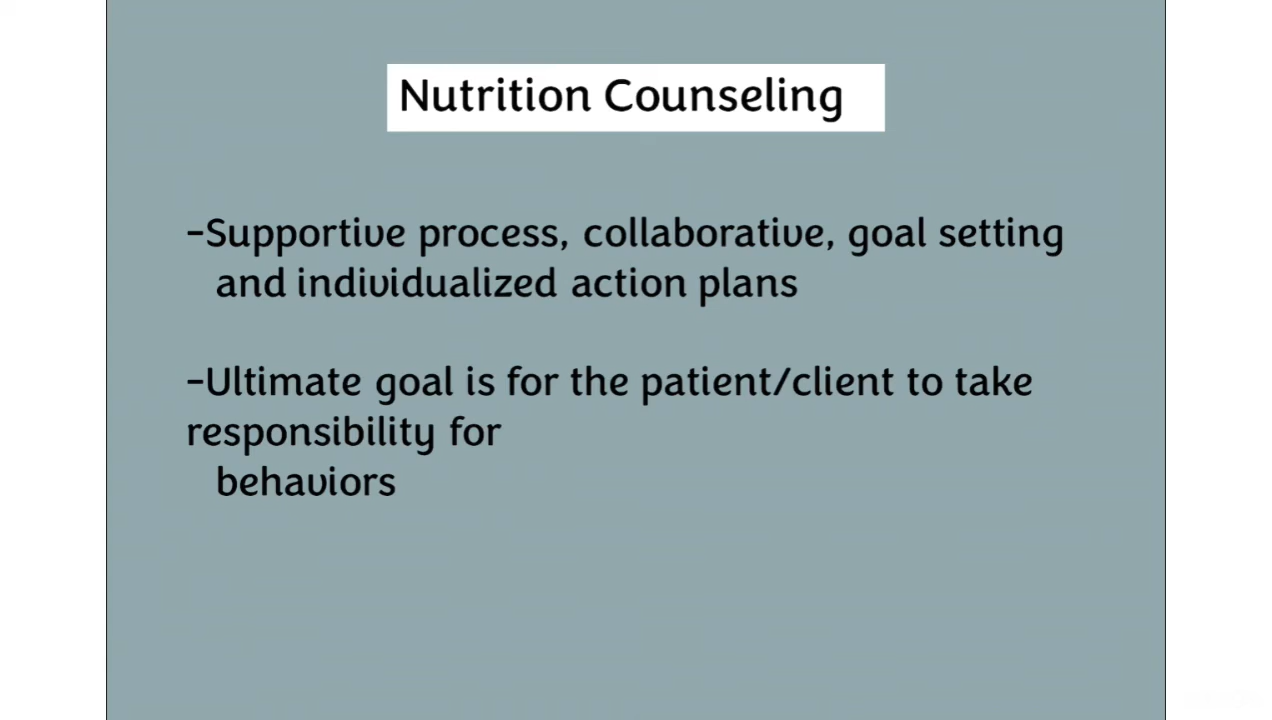 Nutrition Counseling
-Supportive process, collaborative, goal setting
and individualized action plans
-Ultimate goal is for the patient/client to take
responsibility for
behaviors